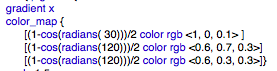 gradient x
color_map {
[(1-cos(radians( 30)))/2 color rgb <1, 0, 0.1> ]
[(1-cos(radians(120)))/2 color rgb <0.6, 0.7, 0.3>]
[(1-cos(radians(120)))/2 color rgb <0.6, 0.3, 0.3>]}